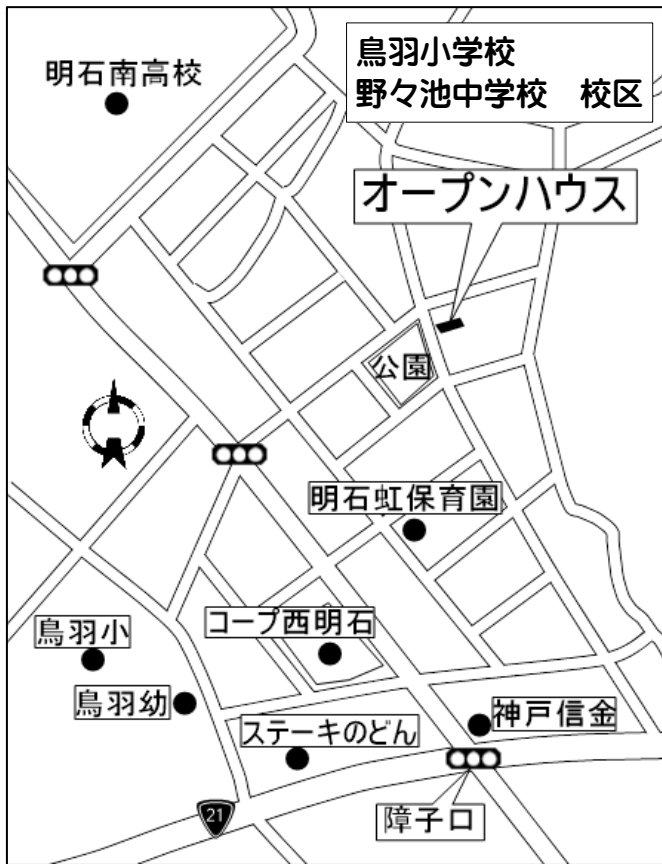 鳥羽小学校
野々池中学校 校区
明石南高校
オープンハウス
公園
明石虹保育園
コープ西明石
鳥羽小
鳥羽幼
神戸信金
ステーキのどん
21
障子口